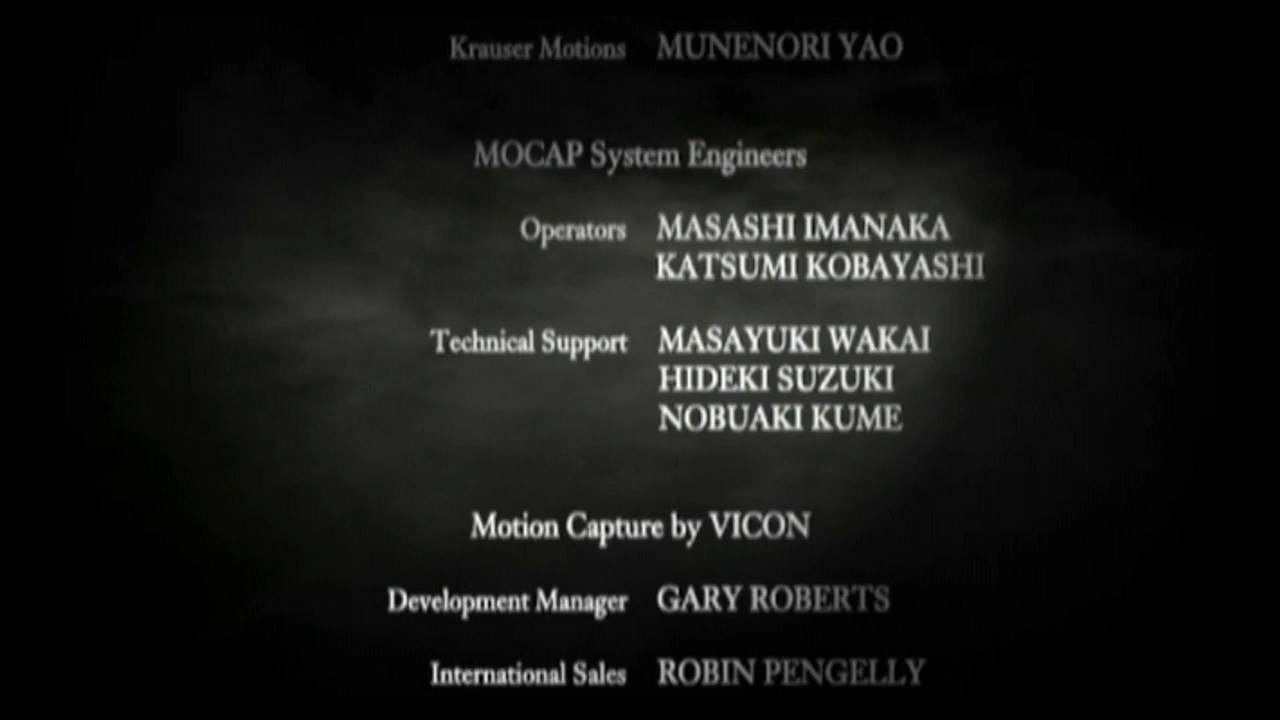 Krauser Motions MUNENORI YAO
MOCAP System Engineers
Operators MASASHI IMANAKA
KATSUMI KOBAYASHI
Technical Support MASAYUKI WAKAI
HIDEKI SUZUKI
NOBUAKI KUME
Motion Capture by VICON
Development Manager GARY ROBERTS
International Sales ROBIN PENGELLY